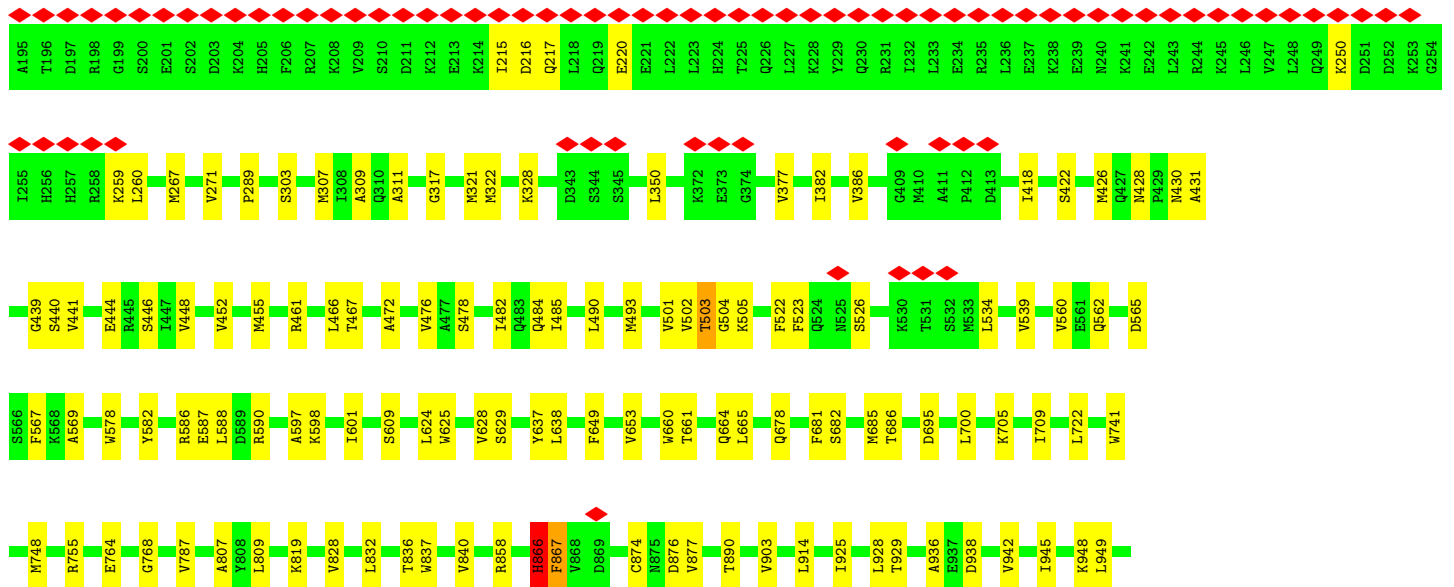 A195 T196 D197 R198 G199 S200 E201 S202 D203 K204 H205 F206 R207 K208 V209 S210 D211 K212 E213 K214 I215 D216 Q217 L218 Q219 E220 E221 L222 L223 H224 T225 Q226 L227 K228 Y229 Q230 R231 I232 L233 E234 R235 L236 E237 K238 E239 N240 K241 E242 L243 R244 K245 L246 V247 L248 Q249 K250 D251 D252 K253 G254
I255 H256 H257 R258 K259 L260 M267 V271 P289 S303 M307 I308 A309 Q310 A311 G317 M321 M322 K328 D343 S344 S345 L350 K372 E373 G374 V377 I382 V386 G409 M410 A411 P412 D413 I418 S422 M426 Q427 N428 P429 N430 A431
G439 S440 V441 E444 R445 S446 I447 V448 V452 M455 R461 L466 T467 A472 V476 A477 S478 I482 Q483 Q484 I485 L490 M493 V501 V502 T503 G504 K505 F522 F523 Q524 N525 S526 K530 T531 S532 M533 L534 V539 V560 E561 Q562 D565
S566 F567 K568 A569 W578 Y582 R586 E587 L588 D589 R590 A597 K598 I601 S609 L624 W625 V628 S629 Y637 L638 F649 V653 W660 T661 Q664 L665 Q678 F681 S682 M685 T686 D695 L700 K705 I709 L722 W741
M748 R755 E764 G768 V787 A807 Y808 L809 K819 V828 L832 T836 W837 V840 R858 H866 F867 V868 D869 C874 N875 D876 V877 T890 V903 L914 I925 L928 T929 A936 E937 D938 V942 I945 K948 L949